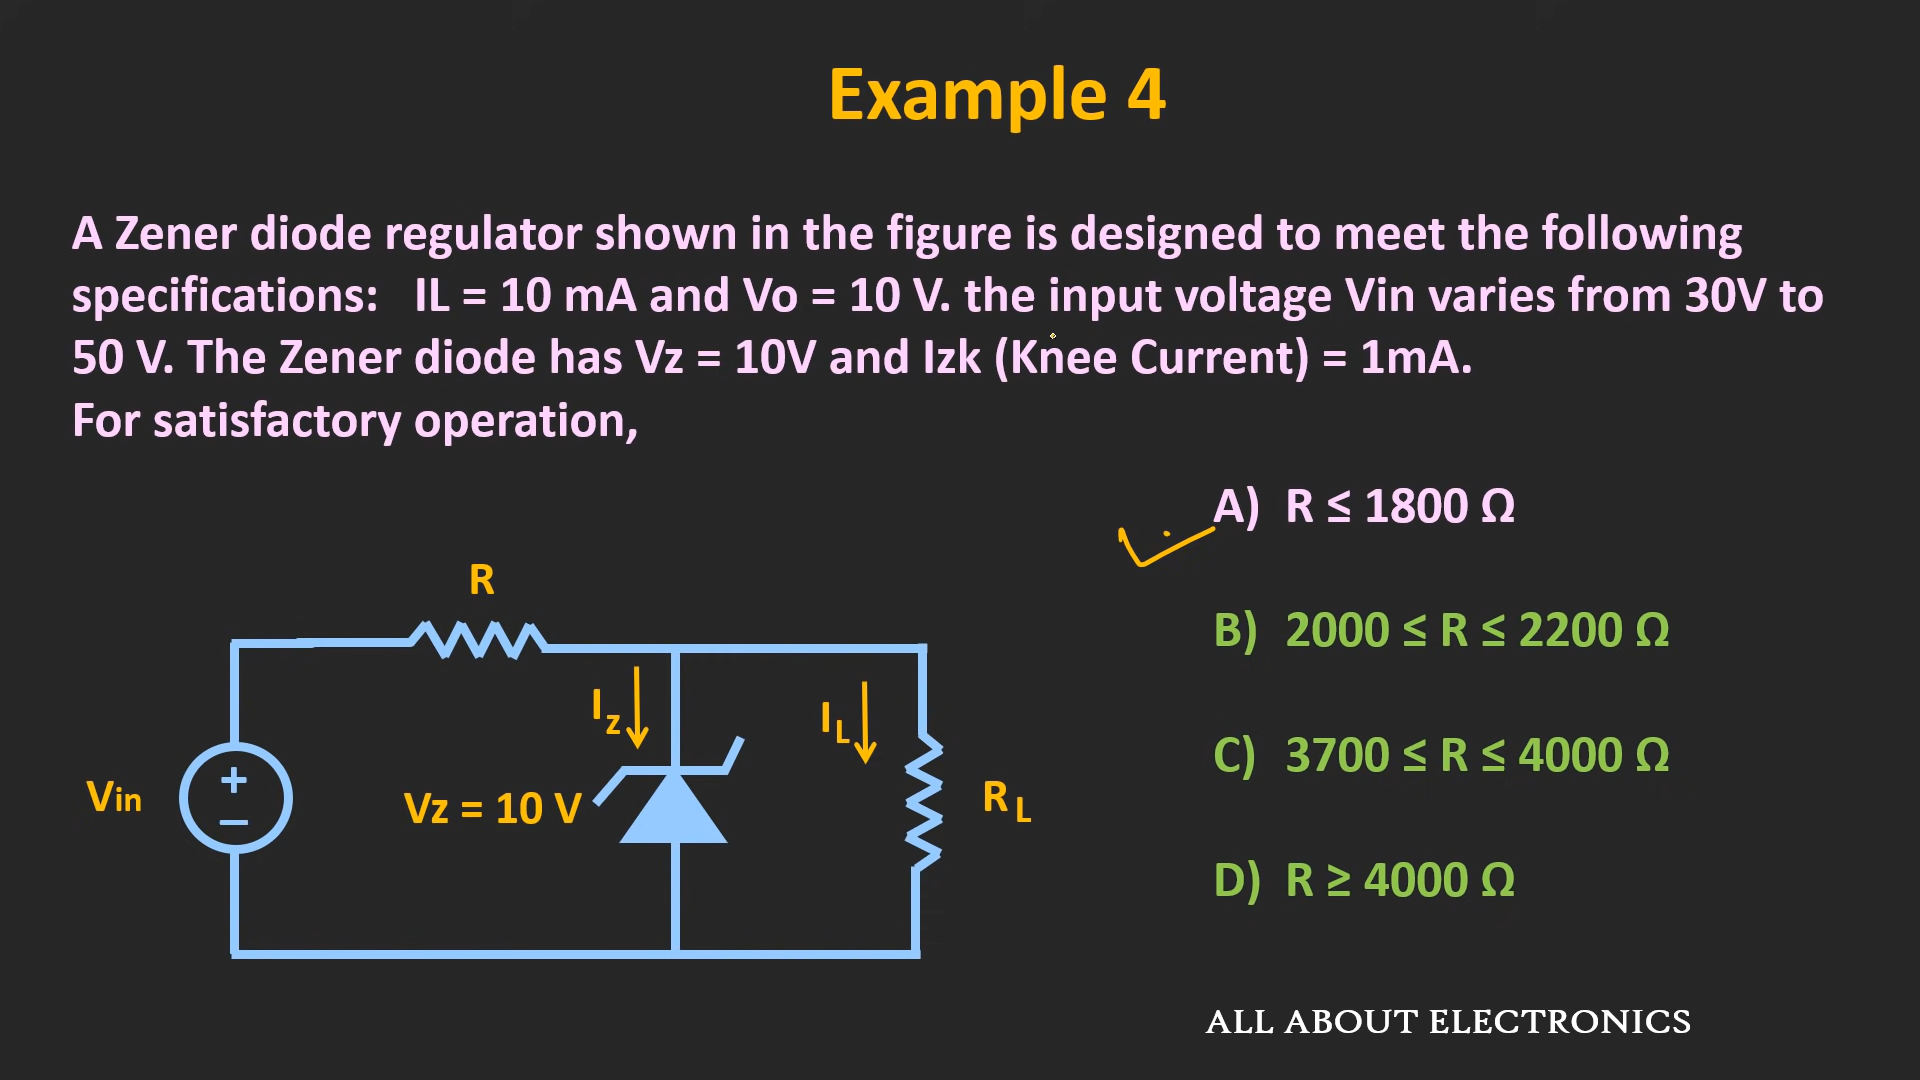 Example 4
A Zener diode regulator shown in the figure is designed to meet the following
specifications: IL = 10 mA and Vo = 10 V. the input voltage Vin varies from 30V to
50 V. The Zener diode has Vz = 10V and Izk (Knee Current) = 1mA.
For satisfactory operation,
A) R ≤ 1800 Ω
B) 2000 ≤ R ≤ 2200 Ω
C) 3700 ≤ R ≤ 4000 Ω
D) R ≥ 4000 Ω
R
Iz
IL
+
−
Vin
Vz = 10 V
RL
ALL ABOUT ELECTRONICS